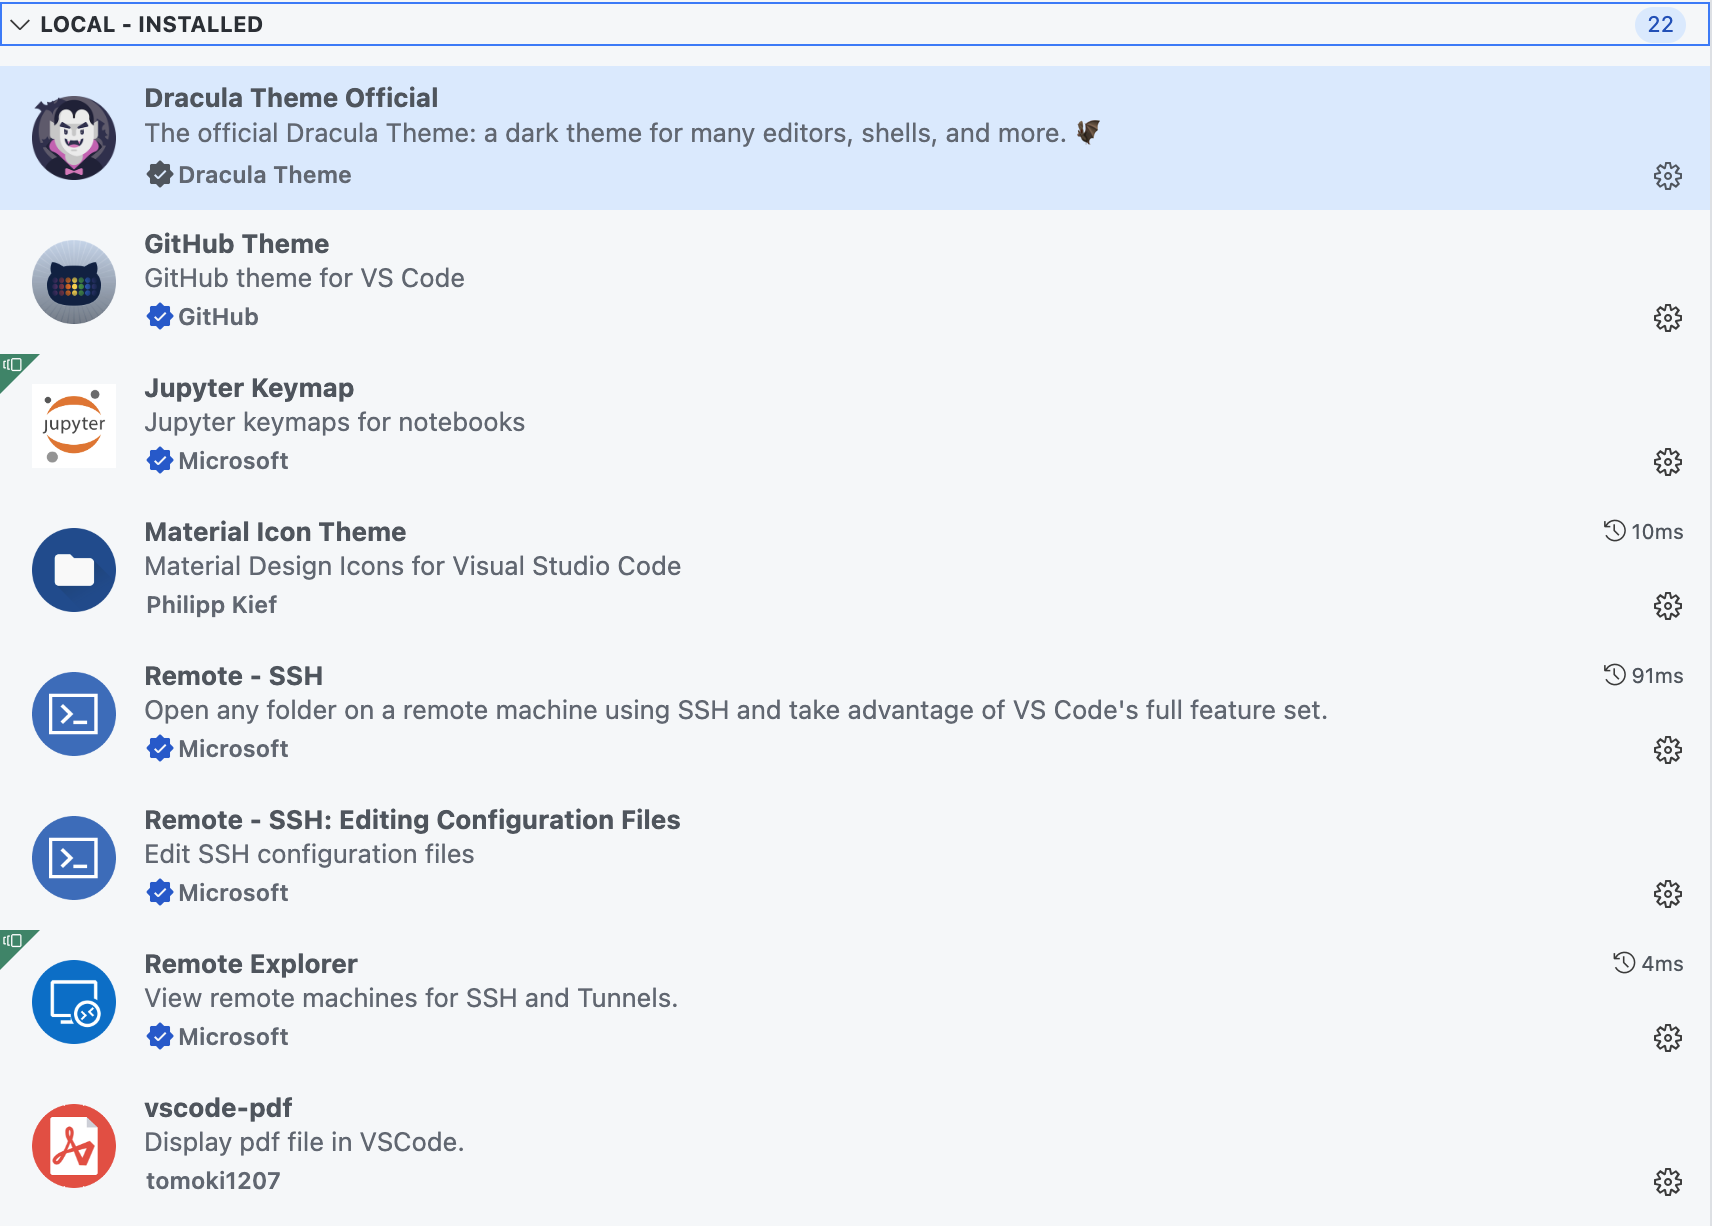 LOCAL - INSTALLED 22
Dracula Theme Official
The official Dracula Theme: a dark theme for many editors, shells, and more. 🦇
Dracula Theme
GitHub Theme
GitHub theme for VS Code
GitHub
Jupyter Keymap
jupyter
Jupyter keymaps for notebooks
Microsoft
Material Icon Theme 10ms
Material Design Icons for Visual Studio Code
Philipp Kief
Remote - SSH 91ms
Open any folder on a remote machine using SSH and take advantage of VS Code's full feature set.
Microsoft
Remote - SSH: Editing Configuration Files
Edit SSH configuration files
Microsoft
Remote Explorer 4ms
View remote machines for SSH and Tunnels.
Microsoft
vscode-pdf
Display pdf file in VSCode.
tomoki1207